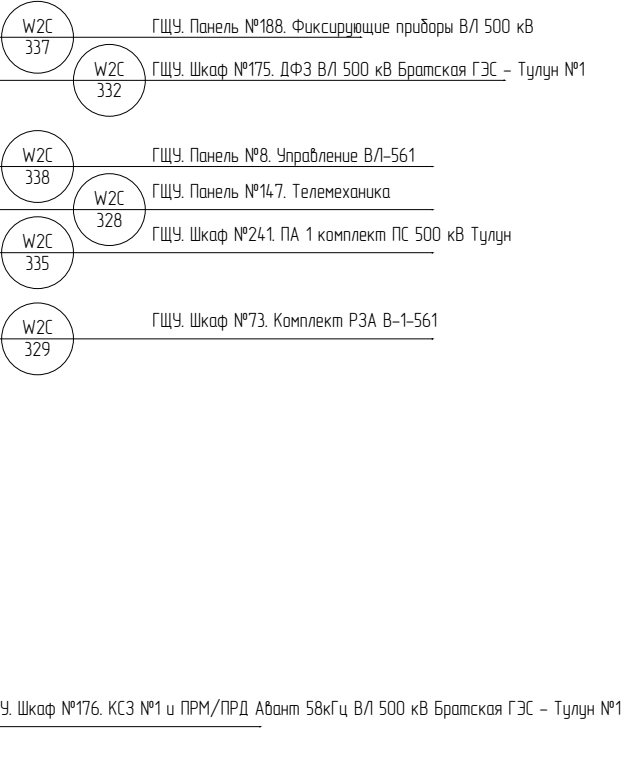 W2C
337
ГЩУ. Панель №188. Фиксирующие приборы ВЛ 500 кВ
W2C
332
ГЩУ. Шкаф №175. ДФЗ ВЛ 500 кВ Братская ГЭС – Тулун №1
W2C
338
ГЩУ. Панель №8. Управление ВЛ–561
W2C
328
ГЩУ. Панель №147. Телемеханика
W2C
335
ГЩУ. Шкаф №241. ПА 1 комплект ПС 500 кВ Тулун
W2C
329
ГЩУ. Шкаф №73. Комплект РЗА В–1–561
У. Шкаф №176. КСЗ №1 и ПРМ/ПРД Авант 58кГц ВЛ 500 кВ Братская ГЭС – Тулун №1